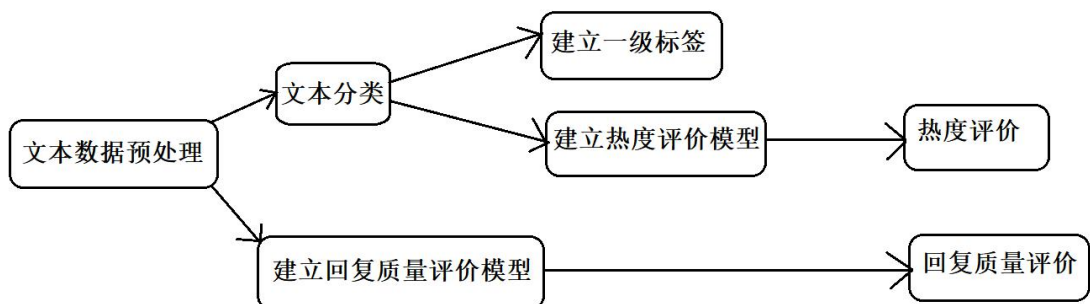 建立一级标签
文本分类
建立热度评价模型
热度评价
文本数据预处理
建立回复质量评价模型
回复质量评价